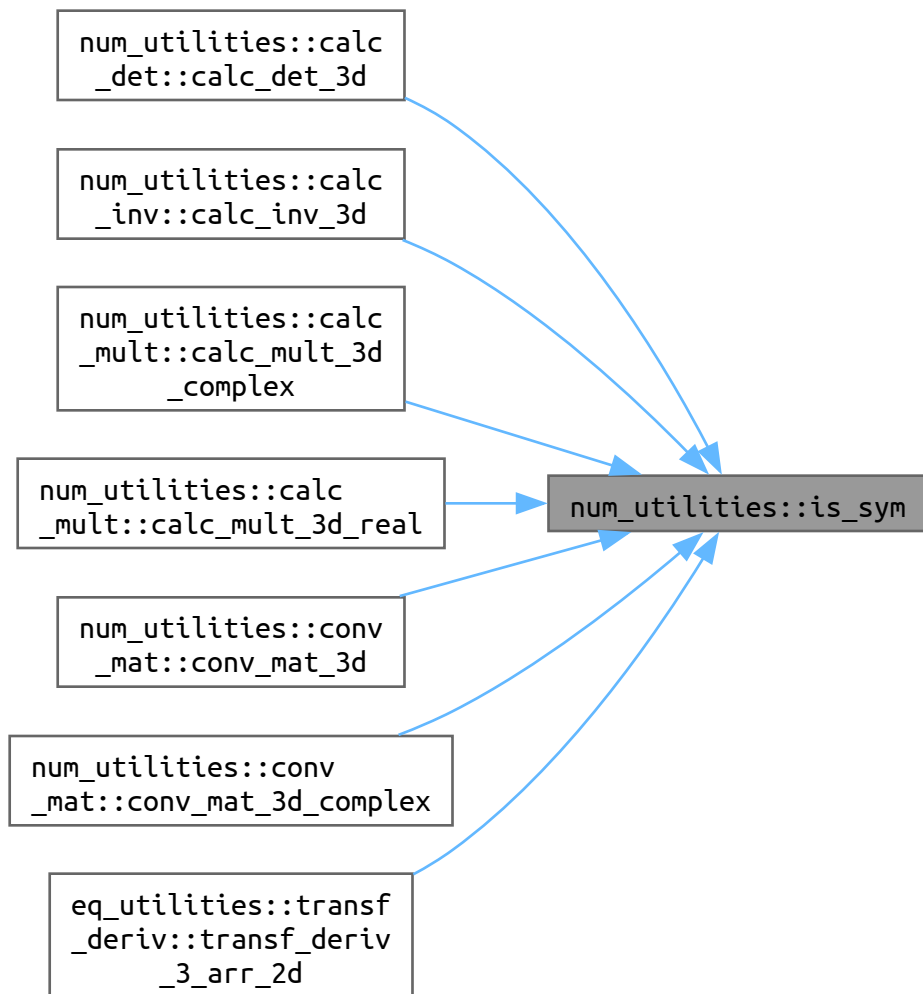 num_utilities::calc
_det::calc_det_3d
num_utilities::calc
_inv::calc_inv_3d
num_utilities::calc
_mult::calc_mult_3d
_complex
num_utilities::calc
_mult::calc_mult_3d_real
num_utilities::is_sym
num_utilities::conv
_mat::conv_mat_3d
num_utilities::conv
_mat::conv_mat_3d_complex
eq_utilities::transf
_deriv::transf_deriv
_3_arr_2d